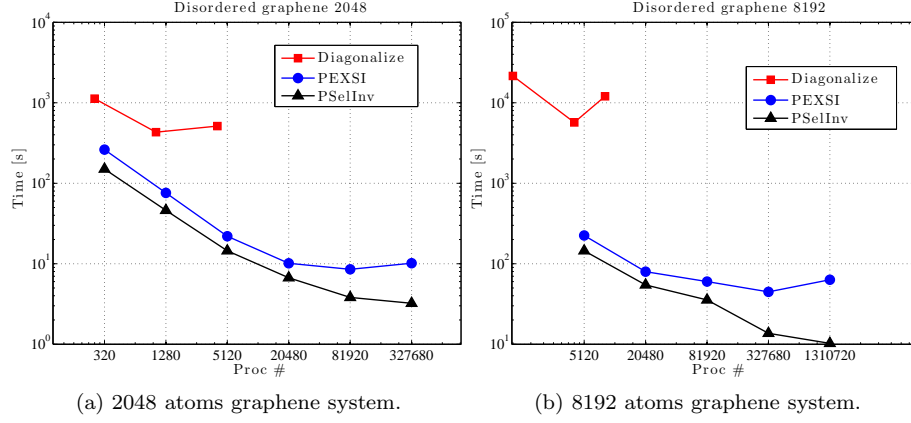 Disordered graphene 2048
10^4
10^3
10^2
10^1
10^0
Time [s]
Diagonalize
PEXSI
PSelInv
320 1280 5120 20480 81920 327680
Proc #
(a) 2048 atoms graphene system.
Disordered graphene 8192
10^5
10^4
10^3
10^2
10^1
Time [s]
Diagonalize
PEXSI
PSelInv
5120 20480 81920 327680 1310720
Proc #
(b) 8192 atoms graphene system.